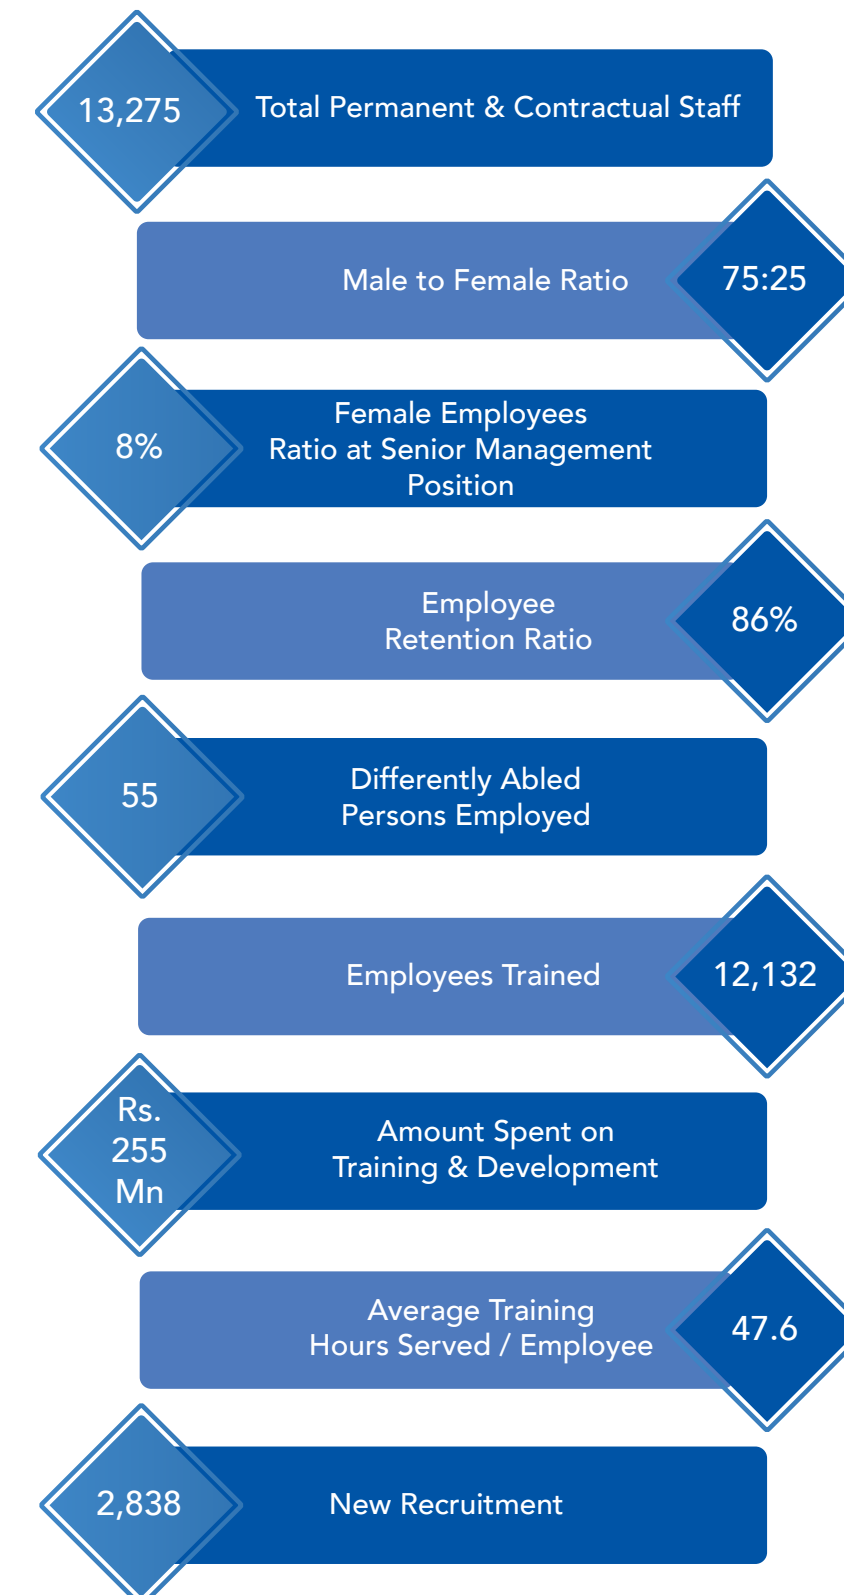 13,275
Total Permanent & Contractual Staff
Male to Female Ratio
75:25
8%
Female Employees
Ratio at Senior Management
Position
Employee
Retention Ratio
86%
55
Differently Abled
Persons Employed
Employees Trained
12,132
Rs.
255
Mn
Amount Spent on
Training & Development
Average Training
Hours Served / Employee
47.6
2,838
New Recruitment